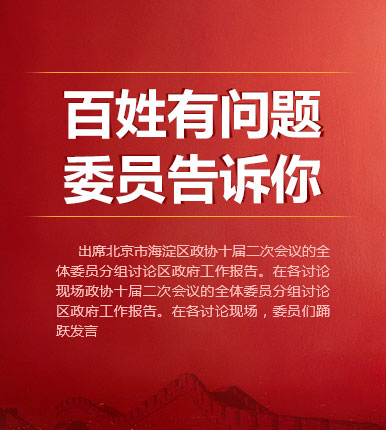 百姓有问题
委员告诉你
出席北京市海淀区政协十届二次会议的全
体委员分组讨论区政府工作报告。在各讨论
现场政协十届二次会议的全体委员分组讨论
区政府工作报告。在各讨论现场，委员们踊
跃发言